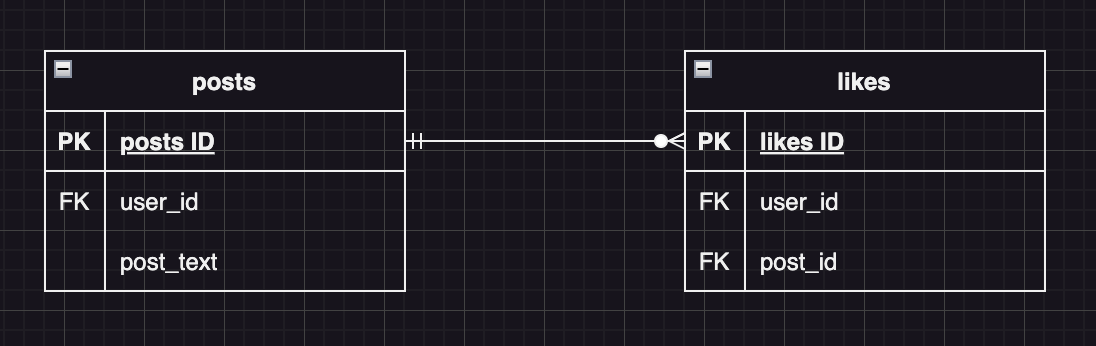 posts
PK posts ID
FK user_id
post_text
likes
PK likes ID
FK user_id
FK post_id